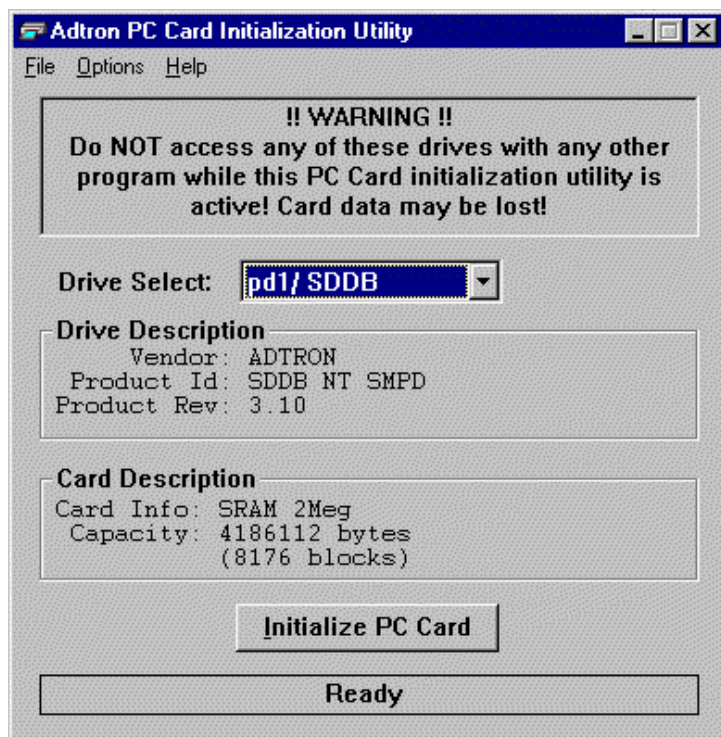 Adtron PC Card Initialization Utility
File Options Help
!! WARNING !!
Do NOT access any of these drives with any other
program while this PC Card initialization utility is
active! Card data may be lost!
Drive Select: pd1/ SDDB
Drive Description
Vendor: ADTRON
Product Id: SDDB NT SMPD
Product Rev: 3.10
Card Description
Card Info: SRAM 2Meg
Capacity: 4186112 bytes
(8176 blocks)
Initialize PC Card
Ready